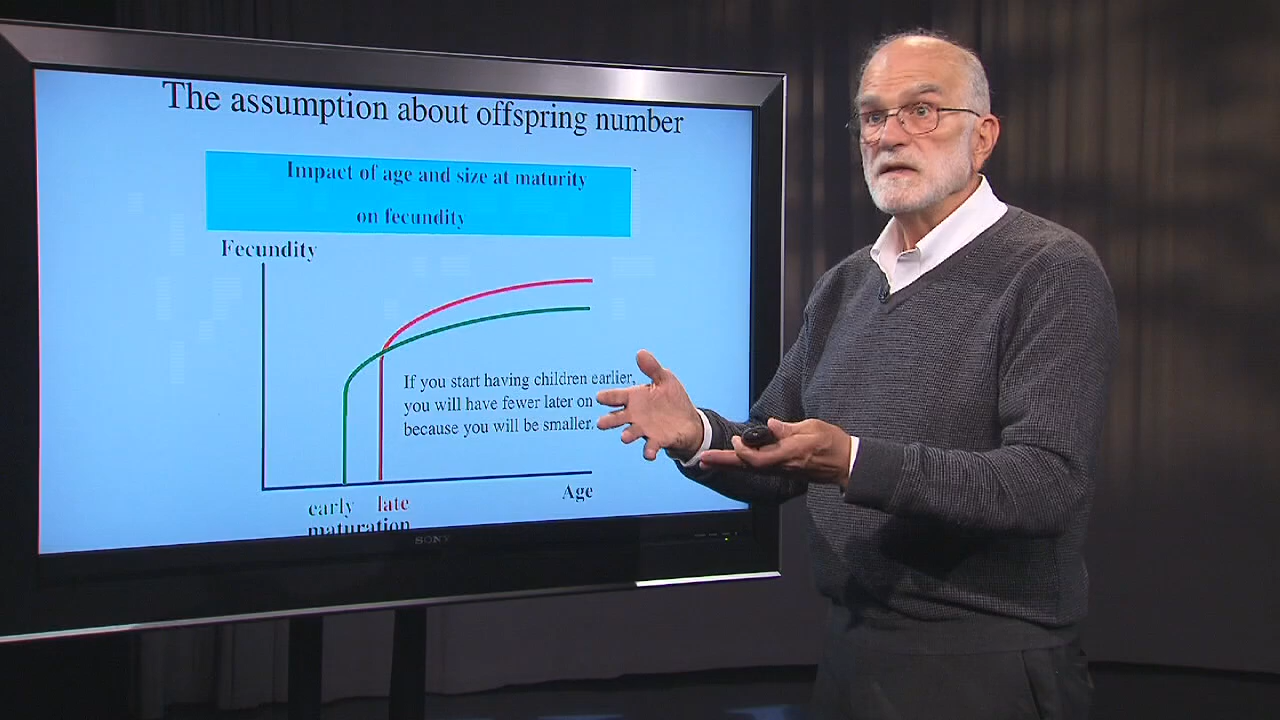 The assumption about offspring number
Impact of age and size at maturity
on fecundity
Fecundity
If you start having children earlier,
you will have fewer later on
because you will be smaller.
Age
early late
maturation
SONY